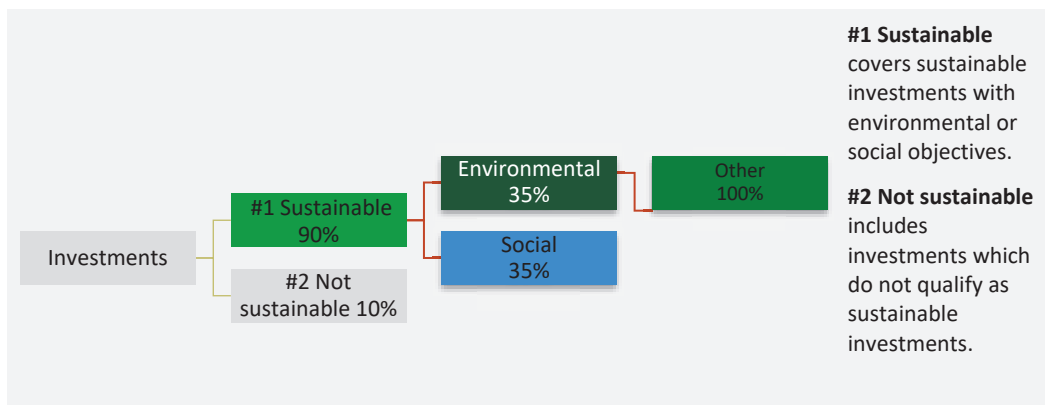 Investments
#1 Sustainable
90%
#2 Not
sustainable 10%
Environmental
35%
Social
35%
Other
100%
#1 Sustainable
covers sustainable
investments with
environmental or
social objectives.
#2 Not sustainable
includes
investments which
do not qualify as
sustainable
investments.